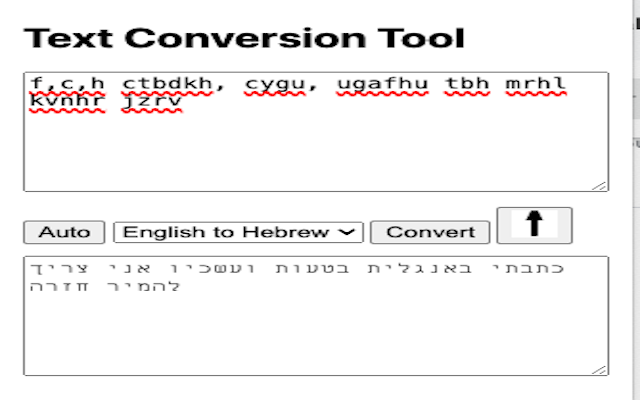 Text Conversion Tool
f,c,h ctbdkh, cygu, ugafhu tbh mrhl
kvnhr jzrv
Auto English to Hebrew Convert
כתבתי באנגלית בטעות ועשכיו אני צריך
להמיר חזרה